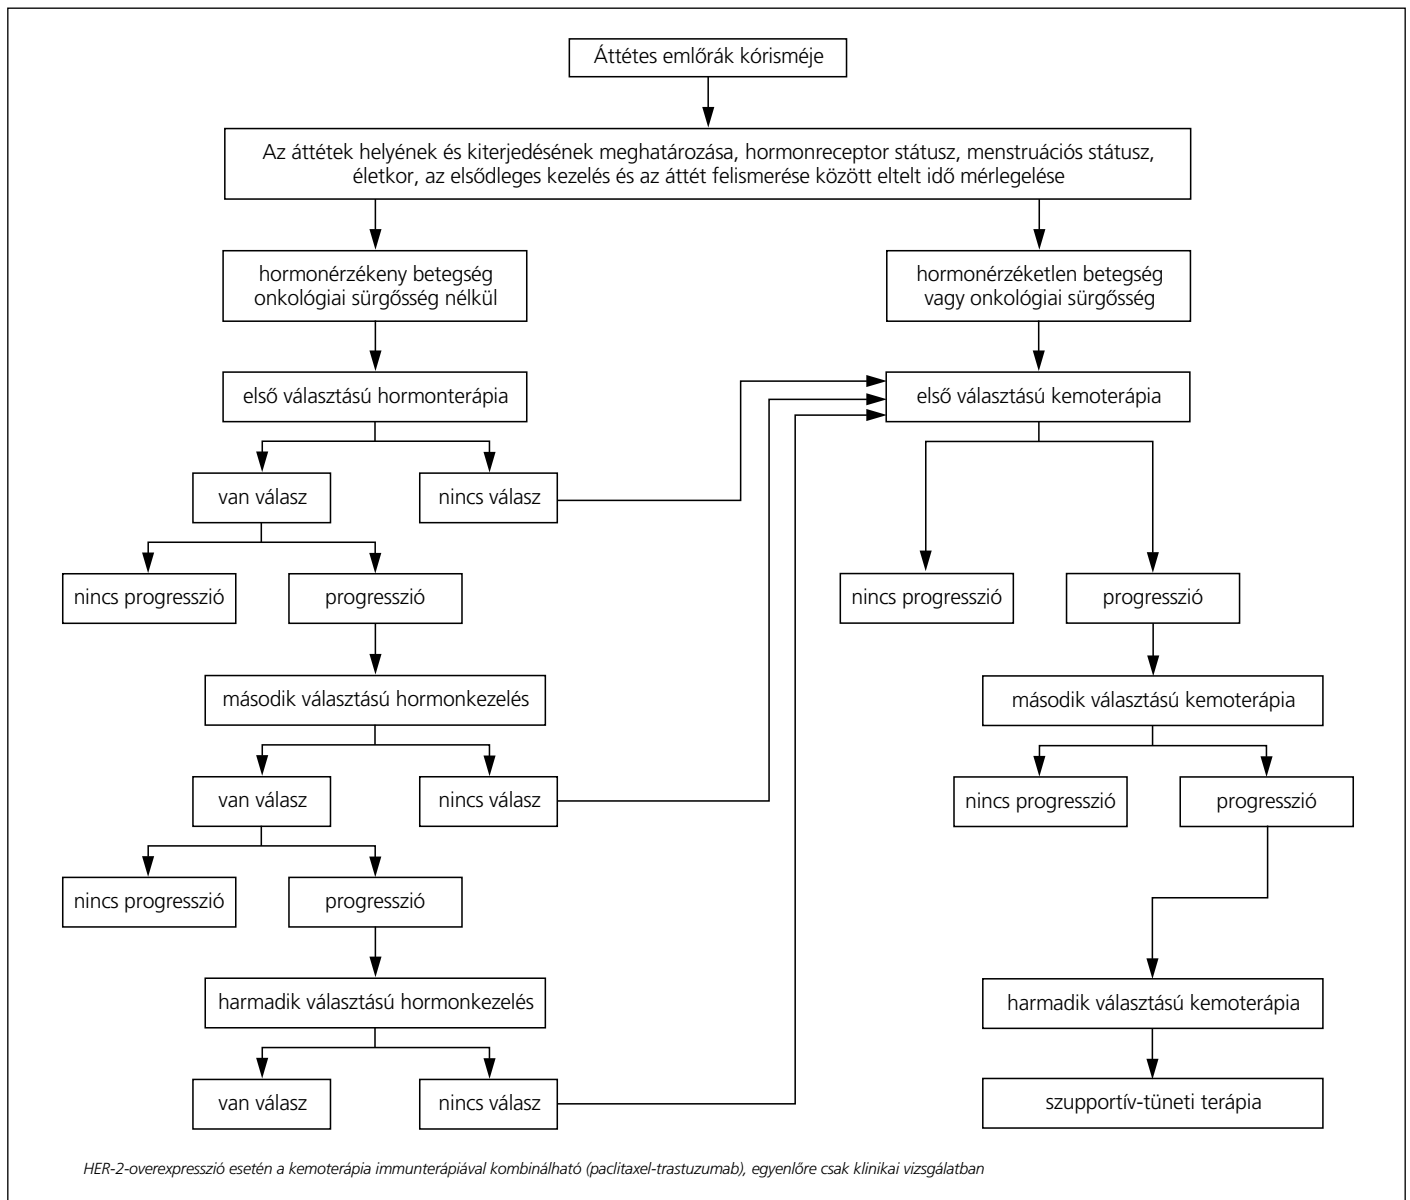 Áttétes emlőrák kórisméje
Az áttétek helyének és kiterjedésének meghatározása, hormonreceptor státusz, menstruációs státusz,
életkor, az elsődleges kezelés és az áttét felismerése között eltelt idő mérlegelése
hormonérzékeny betegség
onkológiai sürgősség nélkül
hormonérzéketlen betegség
vagy onkológiai sürgősség
első választású hormonterápia
első választású kemoterápia
van válasz
nincs válasz
nincs progresszió
progresszió
nincs progresszió
progresszió
második választású hormonkezelés
második választású kemoterápia
van válasz
nincs válasz
nincs progresszió
progresszió
nincs progresszió
progresszió
harmadik választású hormonkezelés
harmadik választású kemoterápia
van válasz
nincs válasz
szupportív-tüneti terápia
HER-2-overexpresszió esetén a kemoterápia immunterápiával kombinálható (paclitaxel-trastuzumab), egyenlőre csak klinikai vizsgálatban